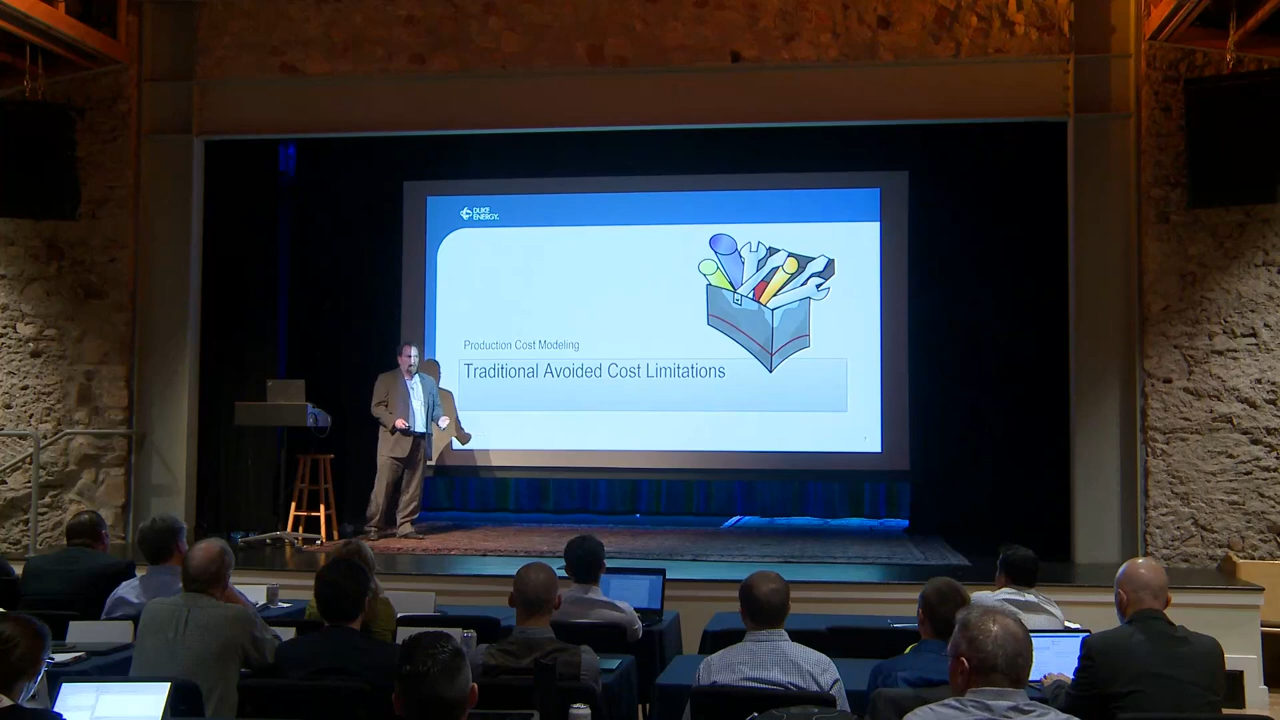 DUKE
ENERGY.
Production Cost Modeling
Traditional Avoided Cost Limitations